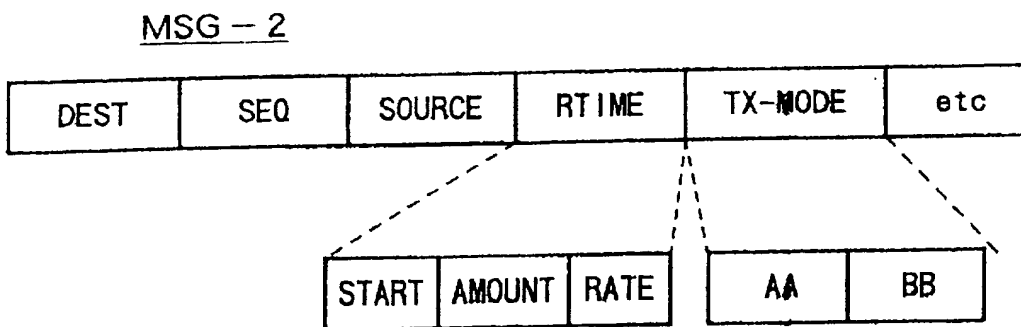 MSG – 2
DEST SEQ SOURCE RTIME TX-MODE etc
START AMOUNT RATE AA BB